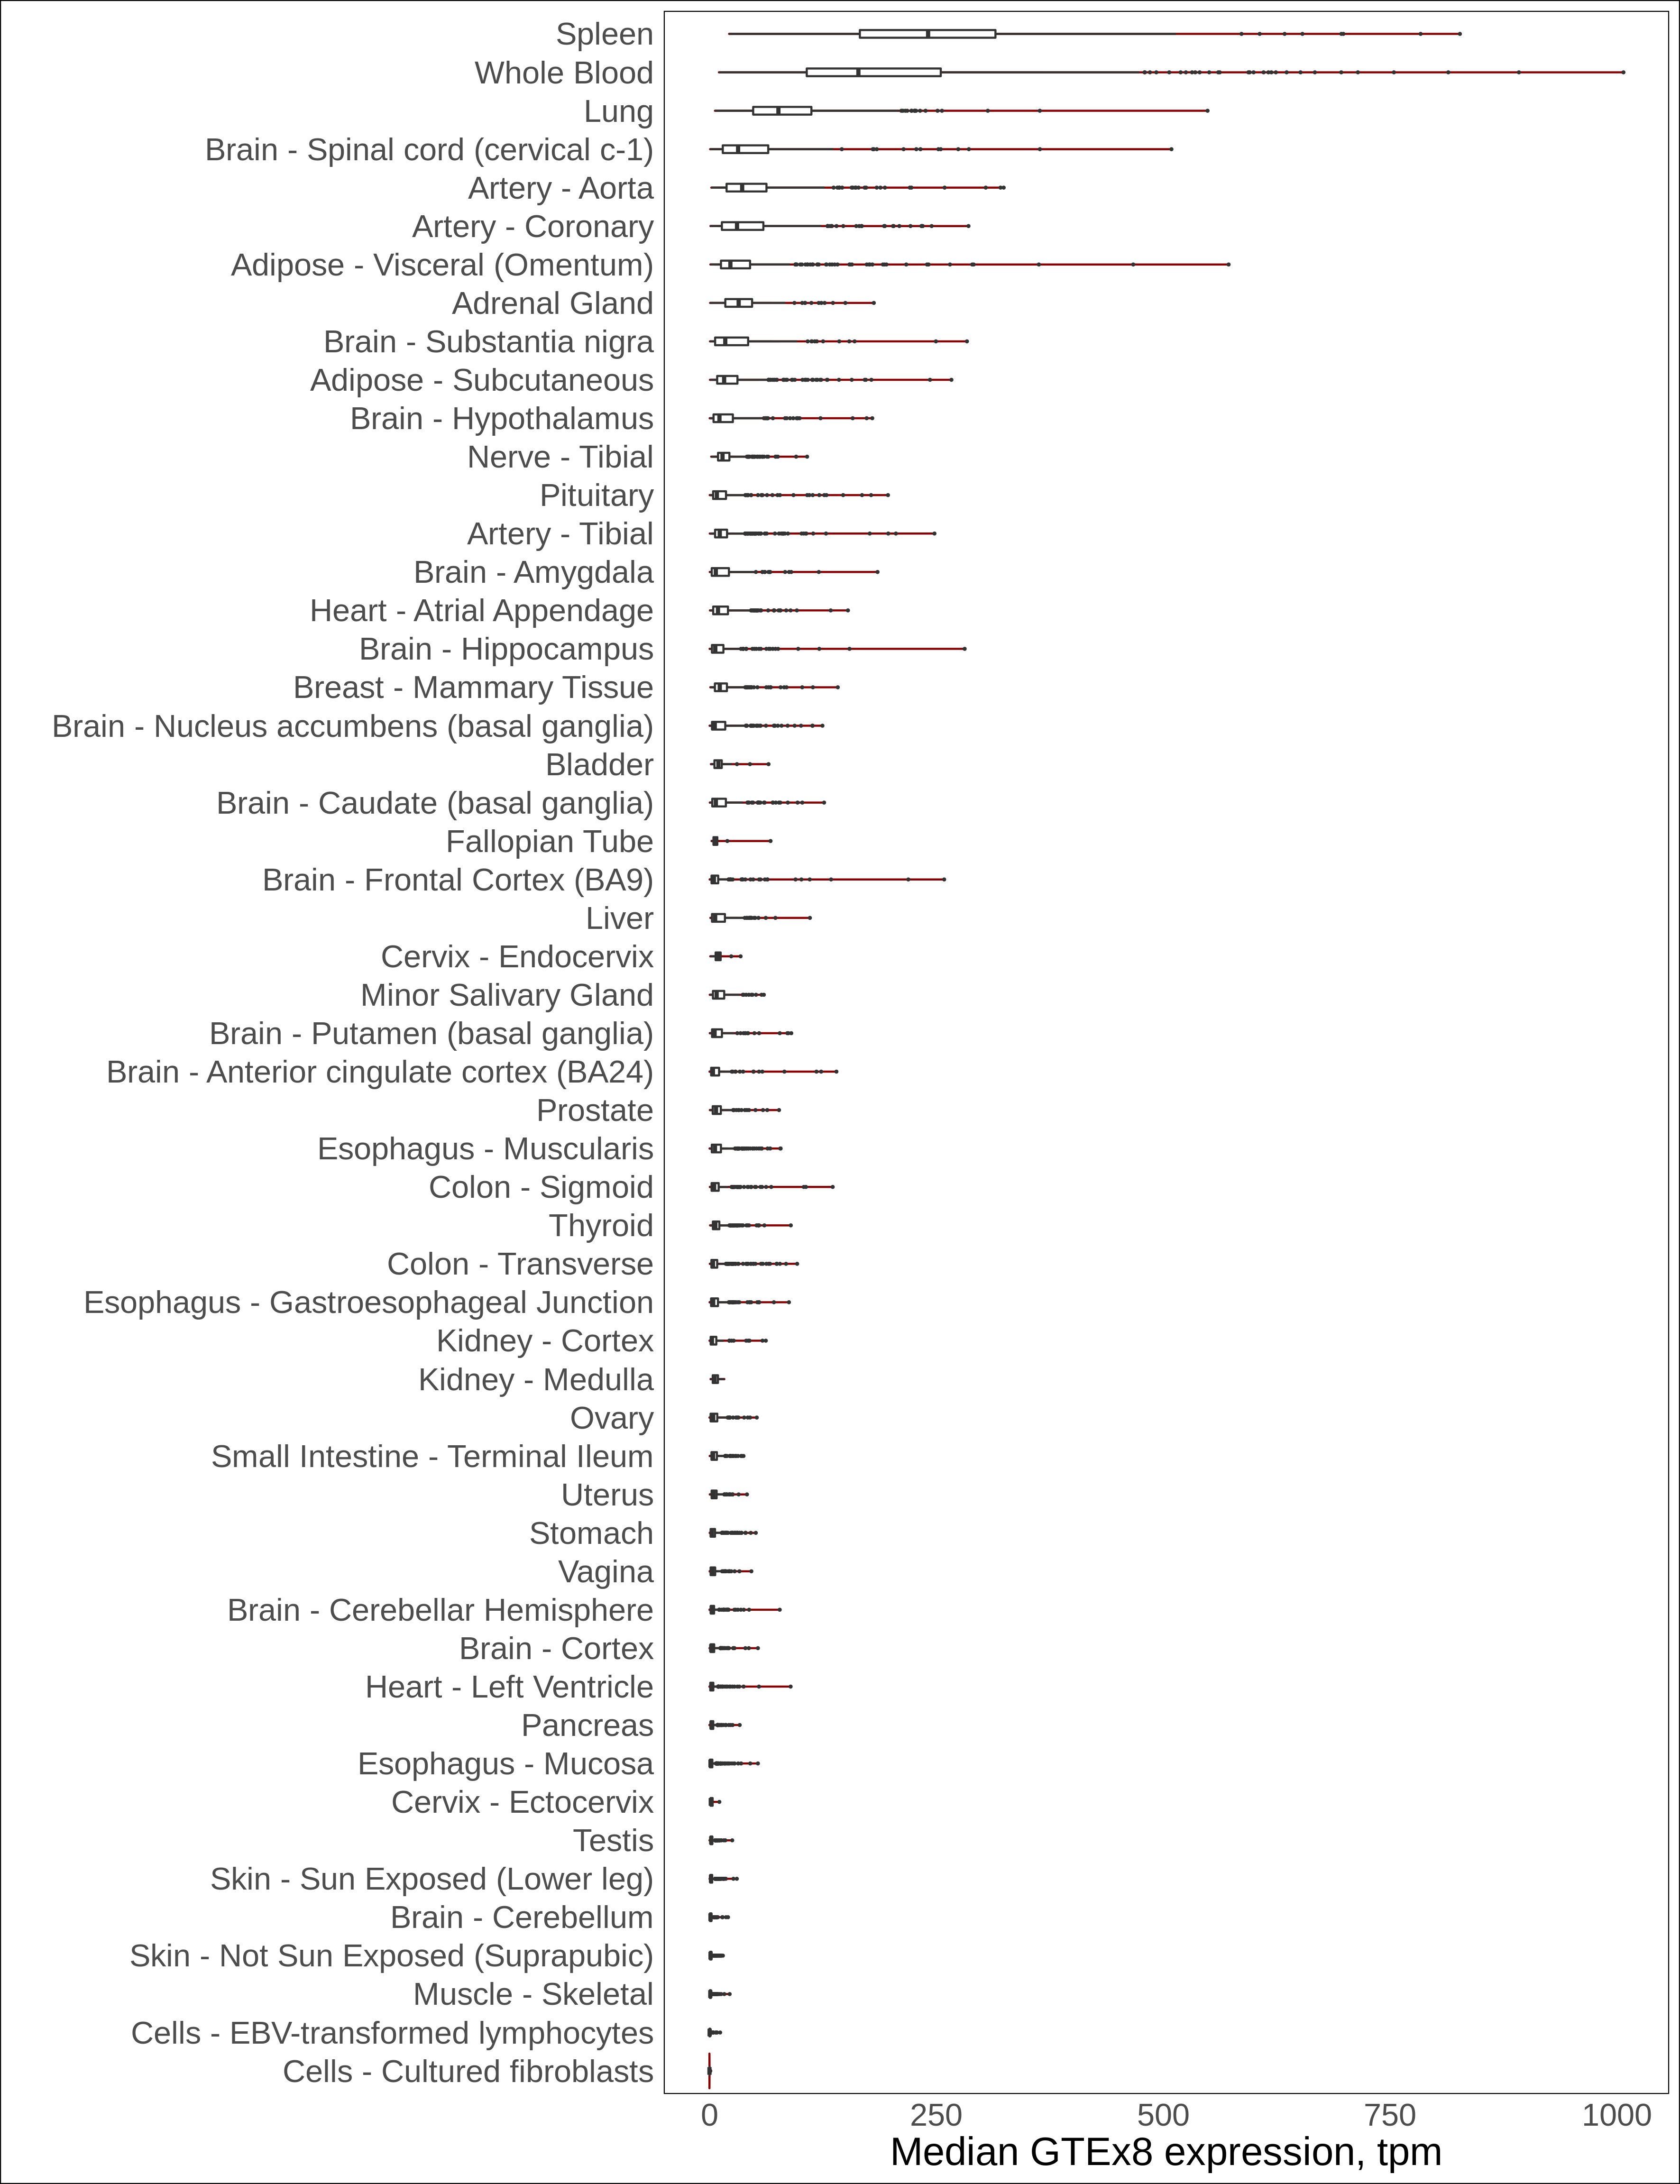 Spleen
Whole Blood
Lung
Brain - Spinal cord (cervical c-1)
Artery - Aorta
Artery - Coronary
Adipose - Visceral (Omentum)
Adrenal Gland
Brain - Substantia nigra
Adipose - Subcutaneous
Brain - Hypothalamus
Nerve - Tibial
Pituitary
Artery - Tibial
Brain - Amygdala
Heart - Atrial Appendage
Brain - Hippocampus
Breast - Mammary Tissue
Brain - Nucleus accumbens (basal ganglia)
Bladder
Brain - Caudate (basal ganglia)
Fallopian Tube
Brain - Frontal Cortex (BA9)
Liver
Cervix - Endocervix
Minor Salivary Gland
Brain - Putamen (basal ganglia)
Brain - Anterior cingulate cortex (BA24)
Prostate
Esophagus - Muscularis
Colon - Sigmoid
Thyroid
Colon - Transverse
Esophagus - Gastroesophageal Junction
Kidney - Cortex
Kidney - Medulla
Ovary
Small Intestine - Terminal Ileum
Uterus
Stomach
Vagina
Brain - Cerebellar Hemisphere
Brain - Cortex
Heart - Left Ventricle
Pancreas
Esophagus - Mucosa
Cervix - Ectocervix
Testis
Skin - Sun Exposed (Lower leg)
Brain - Cerebellum
Skin - Not Sun Exposed (Suprapubic)
Muscle - Skeletal
Cells - EBV-transformed lymphocytes
Cells - Cultured fibroblasts
0 250 500 750 1000
Median GTEx8 expression, tpm